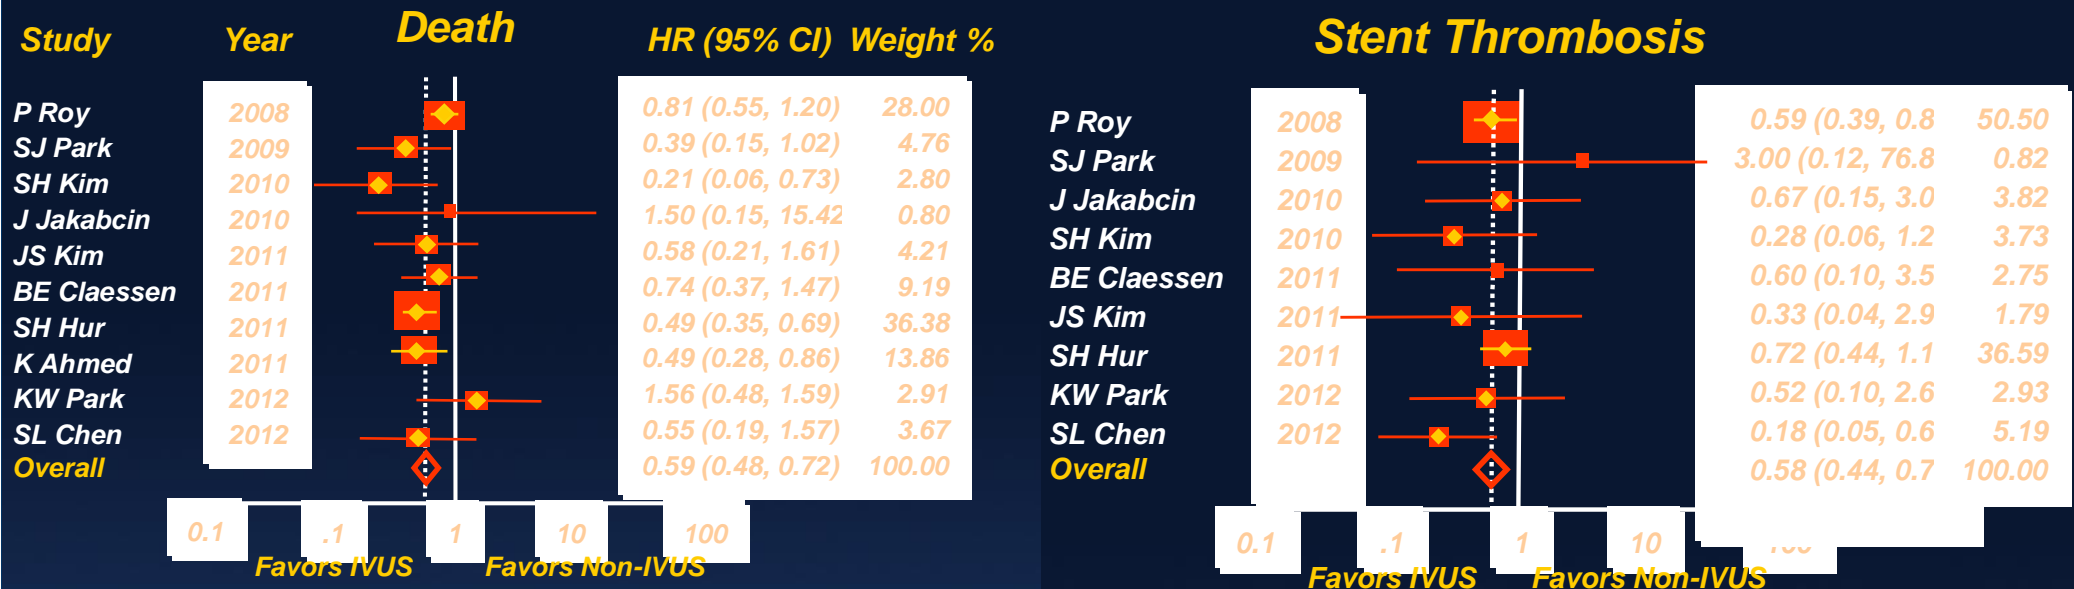 Study Year Death HR (95% CI) Weight %
P Roy 2008 0.81 (0.55, 1.20) 28.00
SJ Park 2009 0.39 (0.15, 1.02) 4.76
SH Kim 2010 0.21 (0.06, 0.73) 2.80
J Jakabcin 2010 1.50 (0.15, 15.42 0.80
JS Kim 2011 0.58 (0.21, 1.61) 4.21
BE Claessen 2011 0.74 (0.37, 1.47) 9.19
SH Hur 2011 0.49 (0.35, 0.69) 36.38
K Ahmed 2011 0.49 (0.28, 0.86) 13.86
KW Park 2012 1.56 (0.48, 1.59) 2.91
SL Chen 2012 0.55 (0.19, 1.57) 3.67
Overall 0.59 (0.48, 0.72) 100.00
0.1 .1 1 10 100
Favors IVUS Favors Non-IVUS
Stent Thrombosis
P Roy 2008 0.59 (0.39, 0.8 50.50
SJ Park 2009 3.00 (0.12, 76.8 0.82
J Jakabcin 2010 0.67 (0.15, 3.0 3.82
SH Kim 2010 0.28 (0.06, 1.2 3.73
BE Claessen 2011 0.60 (0.10, 3.5 2.75
JS Kim 2011 0.33 (0.04, 2.9 1.79
SH Hur 2011 0.72 (0.44, 1.1 36.59
KW Park 2012 0.52 (0.10, 2.6 2.93
SL Chen 2012 0.18 (0.05, 0.6 5.19
Overall 0.58 (0.44, 0.7 100.00
0.1 .1 1 10 100
Favors IVUS Favors Non-IVUS